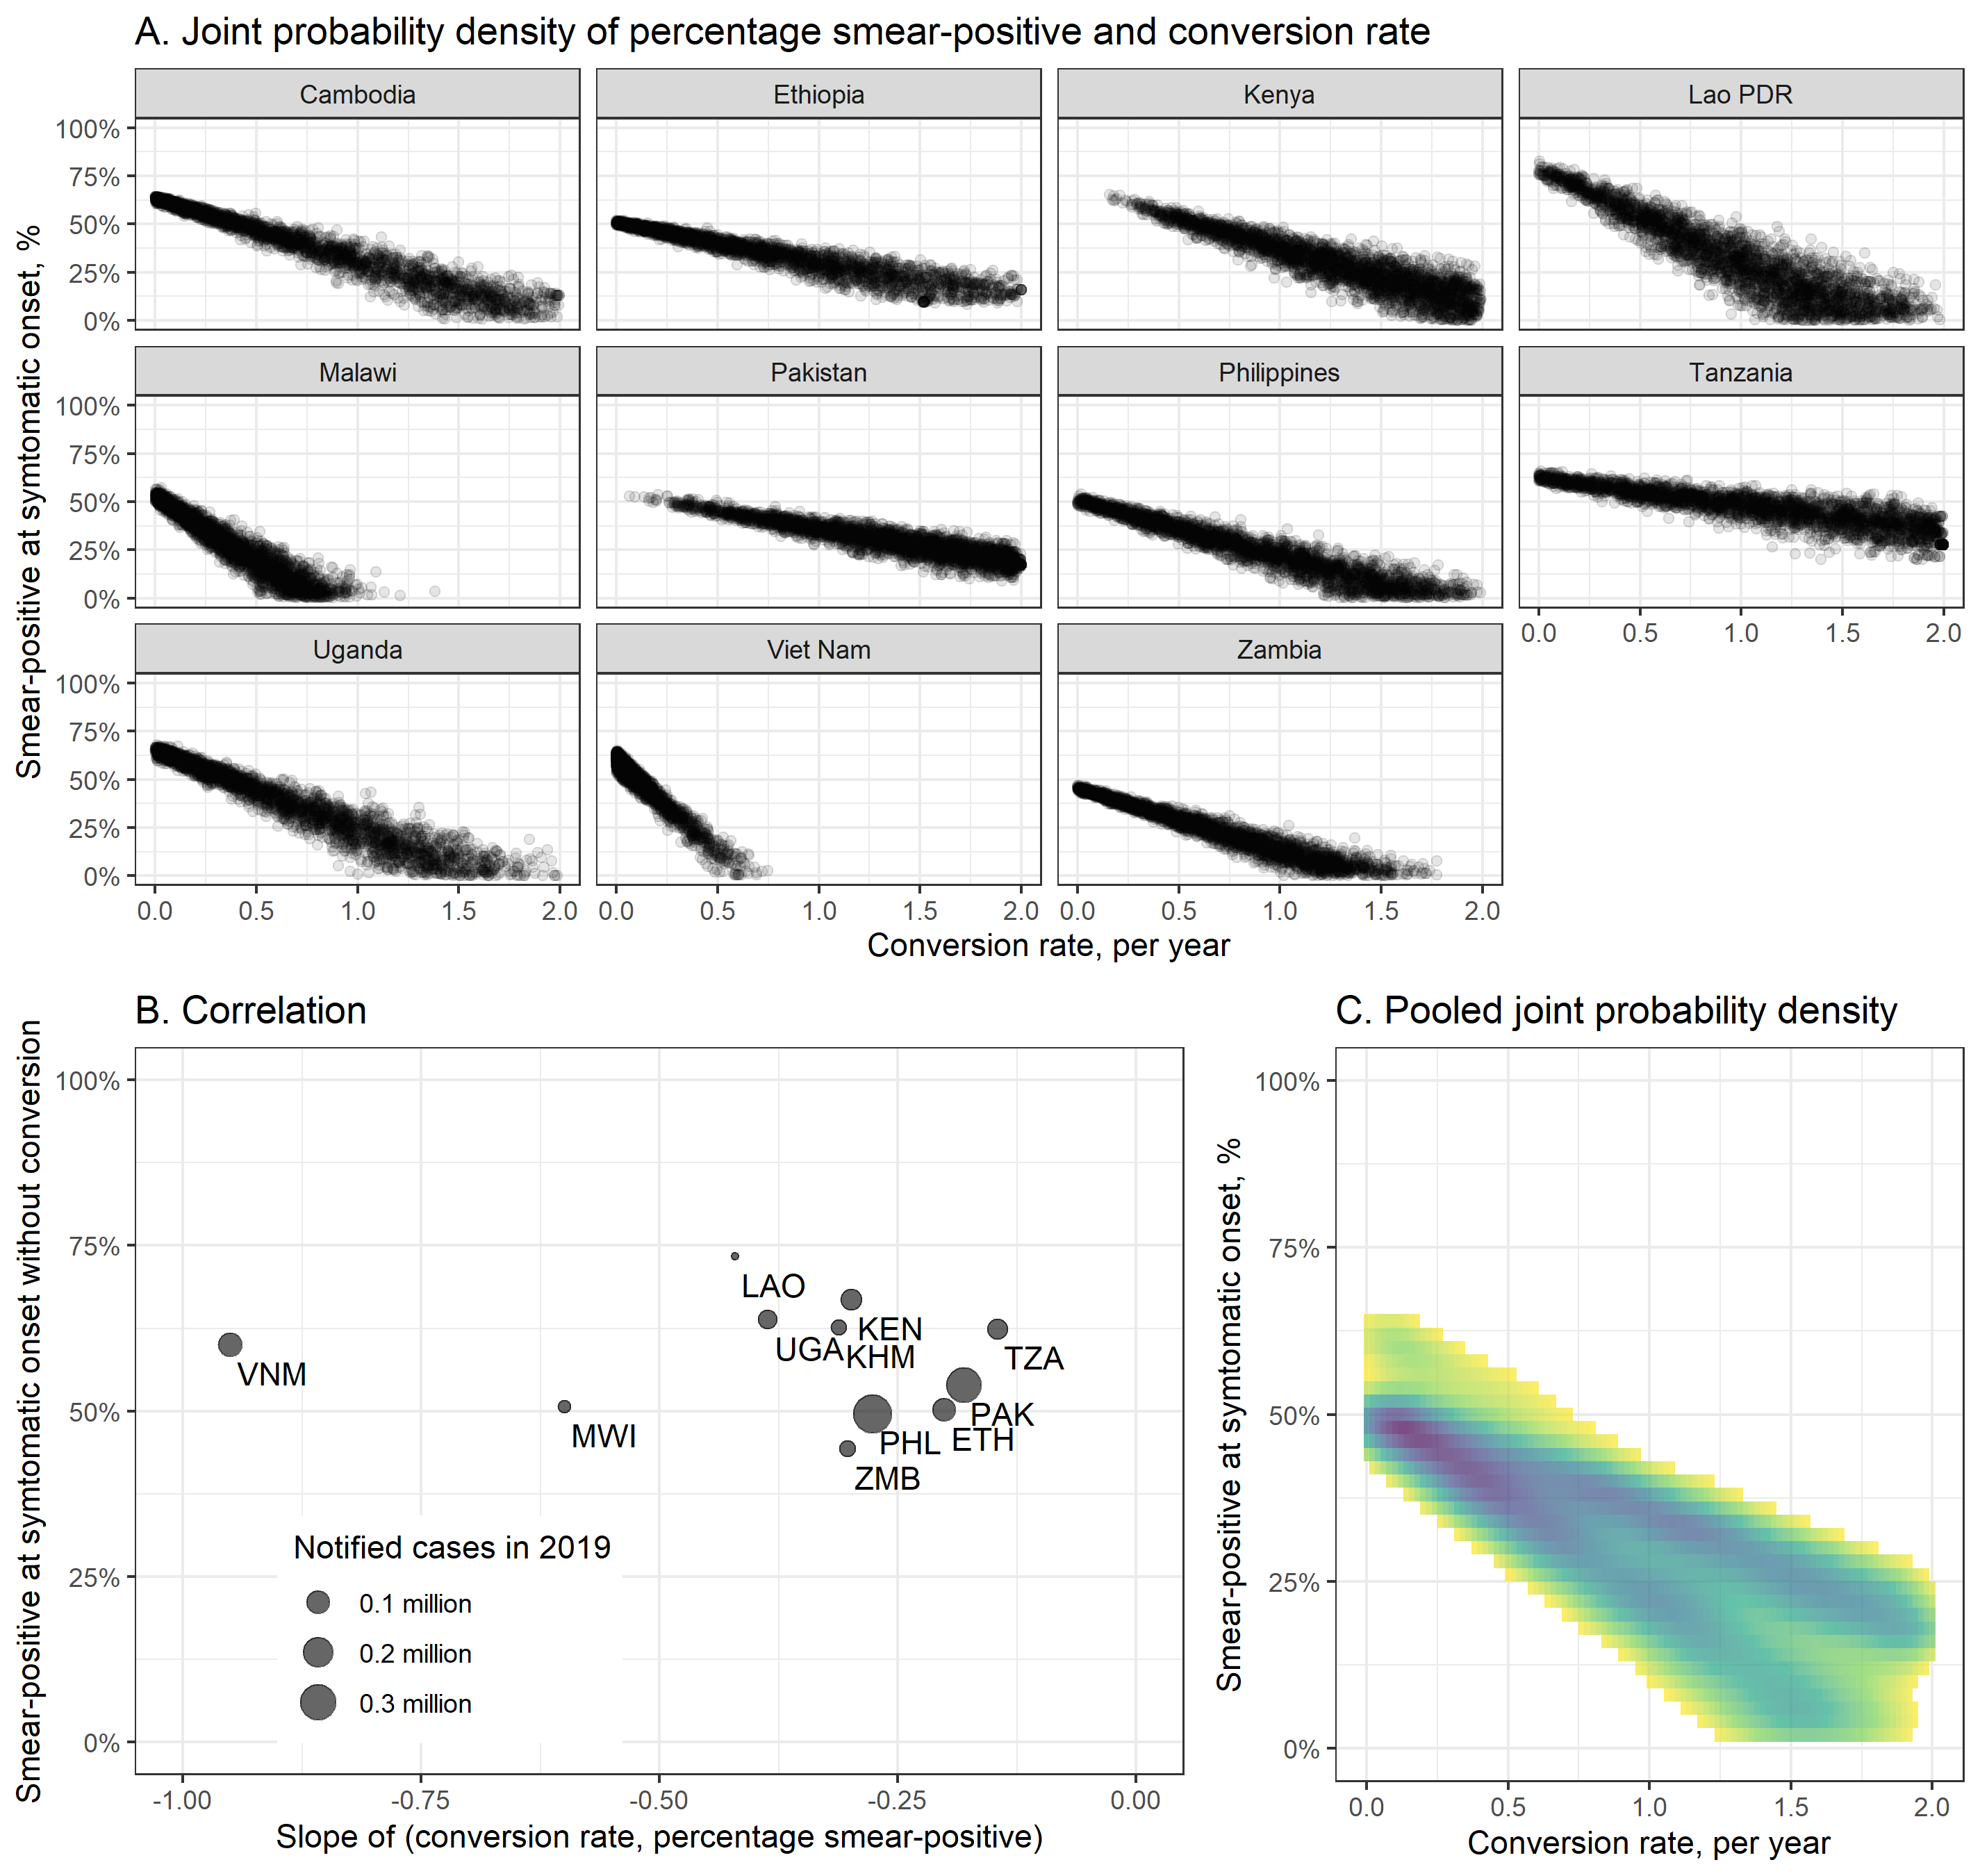 A. Joint probability density of percentage smear-positive and conversion rate
Smear-positive at symtomatic onset, %
Cambodia
Ethiopia
Kenya
Lao PDR
100%
75%
50%
25%
0%
Malawi
Pakistan
Philippines
Tanzania
100%
75%
50%
25%
0%
0.0 0.5 1.0 1.5 2.0
Uganda
Viet Nam
Zambia
100%
75%
50%
25%
0%
0.0 0.5 1.0 1.5 2.0
0.0 0.5 1.0 1.5 2.0
0.0 0.5 1.0 1.5 2.0
Conversion rate, per year
B. Correlation
Smear-positive at symtomatic onset without conversion
100%
75%
50%
25%
0%
LAO
KEN
UGA
KHM
TZA
VNM
PAK
MWI
PHL
ETH
ZMB
Notified cases in 2019
0.1 million
0.2 million
0.3 million
-1.00 -0.75 -0.50 -0.25 0.00
Slope of (conversion rate, percentage smear-positive)
C. Pooled joint probability density
Smear-positive at symtomatic onset, %
100%
75%
50%
25%
0%
0.0 0.5 1.0 1.5 2.0
Conversion rate, per year